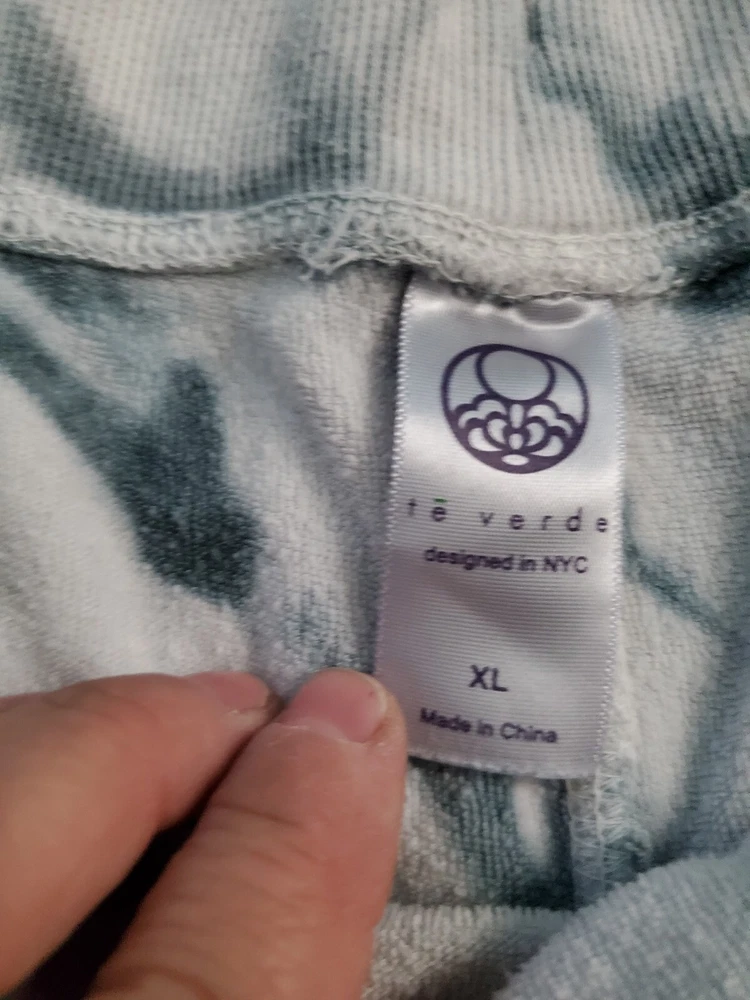 tē verde
designed in NYC
XL
Made in China